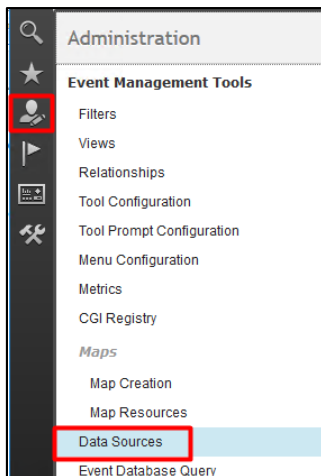 Administration
Event Management Tools
Filters
Views
Relationships
Tool Configuration
Tool Prompt Configuration
Menu Configuration
Metrics
CGI Registry
Maps
Map Creation
Map Resources
Data Sources
Event Database Query